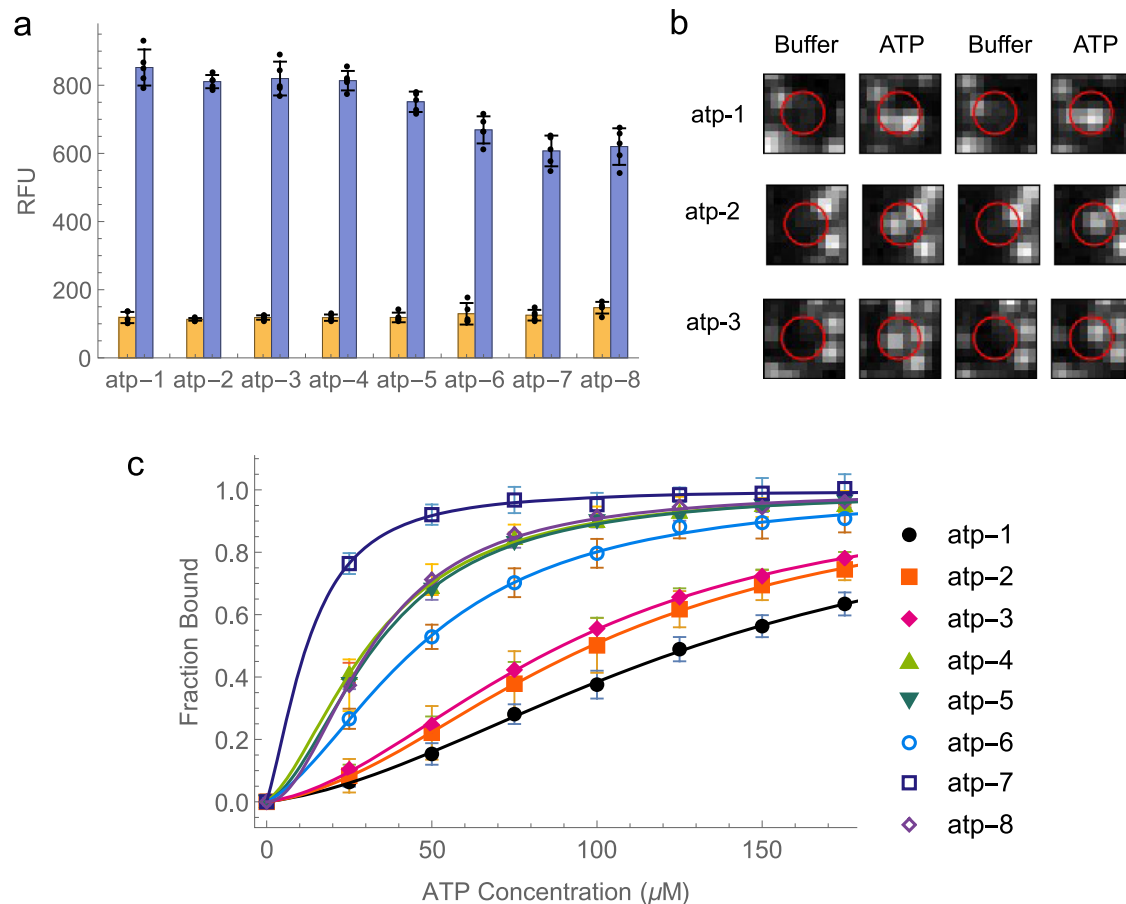 a
RFU
800
600
400
200
0
atp–1 atp–2 atp–3 atp–4 atp–5 atp–6 atp–7 atp–8
b
Buffer ATP Buffer ATP
atp-1
atp-2
atp-3
c
Fraction Bound
1.0
0.8
0.6
0.4
0.2
0.0
0 50 100 150
ATP Concentration (μM)
atp–1
atp–2
atp–3
atp–4
atp–5
atp–6
atp–7
atp–8